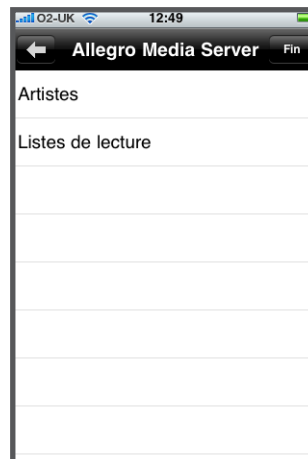 O2-UK 12:49
Allegro Media Server Fin
Artistes
Listes de lecture